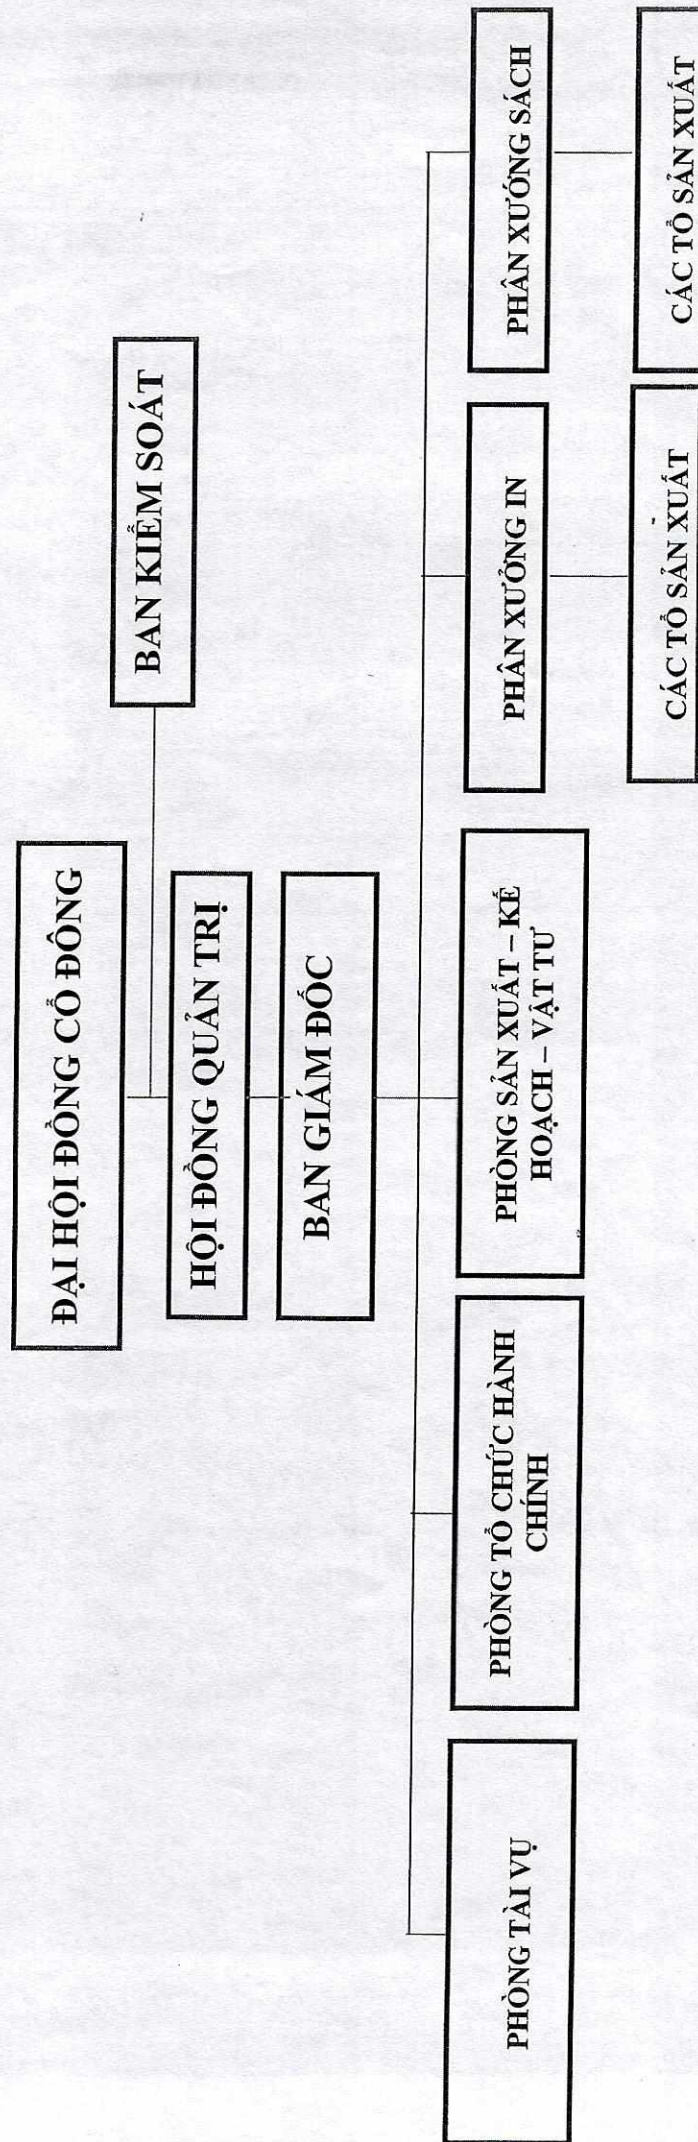 ĐẠI HỘI ĐỒNG CỔ ĐÔNG
BAN KIỂM SOÁT
HỘI ĐỒNG QUẢN TRỊ
BAN GIÁM ĐỐC
PHÒNG TÀI VỤ
PHÒNG TỔ CHỨC HÀNH
CHÍNH
PHÒNG SẢN XUẤT – KẾ
HOẠCH – VẬT TƯ
PHÂN XƯỞNG IN
PHÂN XƯỚNG SÁCH
CÁC TỔ SẢN XUẤT
CÁC TỔ SẢN XUẤT